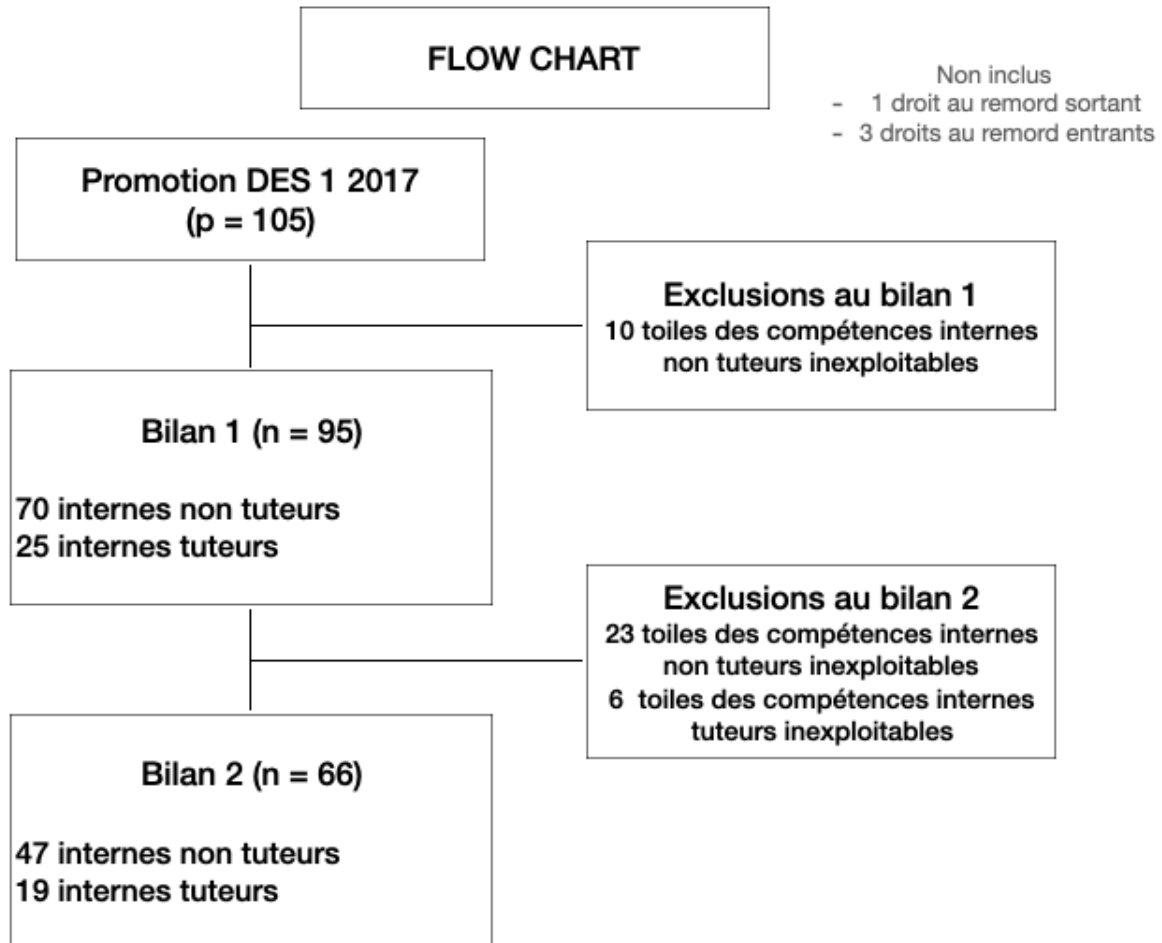 FLOW CHART
Non inclus
- 1 droit au remord sortant
- 3 droits au remord entrants
Promotion DES 1 2017
(p = 105)
Exclusions au bilan 1
10 toiles des compétences internes
non tuteurs inexploitables
Bilan 1 (n = 95)
70 internes non tuteurs
25 internes tuteurs
Exclusions au bilan 2
23 toiles des compétences internes
non tuteurs inexploitables
6 toiles des compétences internes
tuteurs inexploitables
Bilan 2 (n = 66)
47 internes non tuteurs
19 internes tuteurs